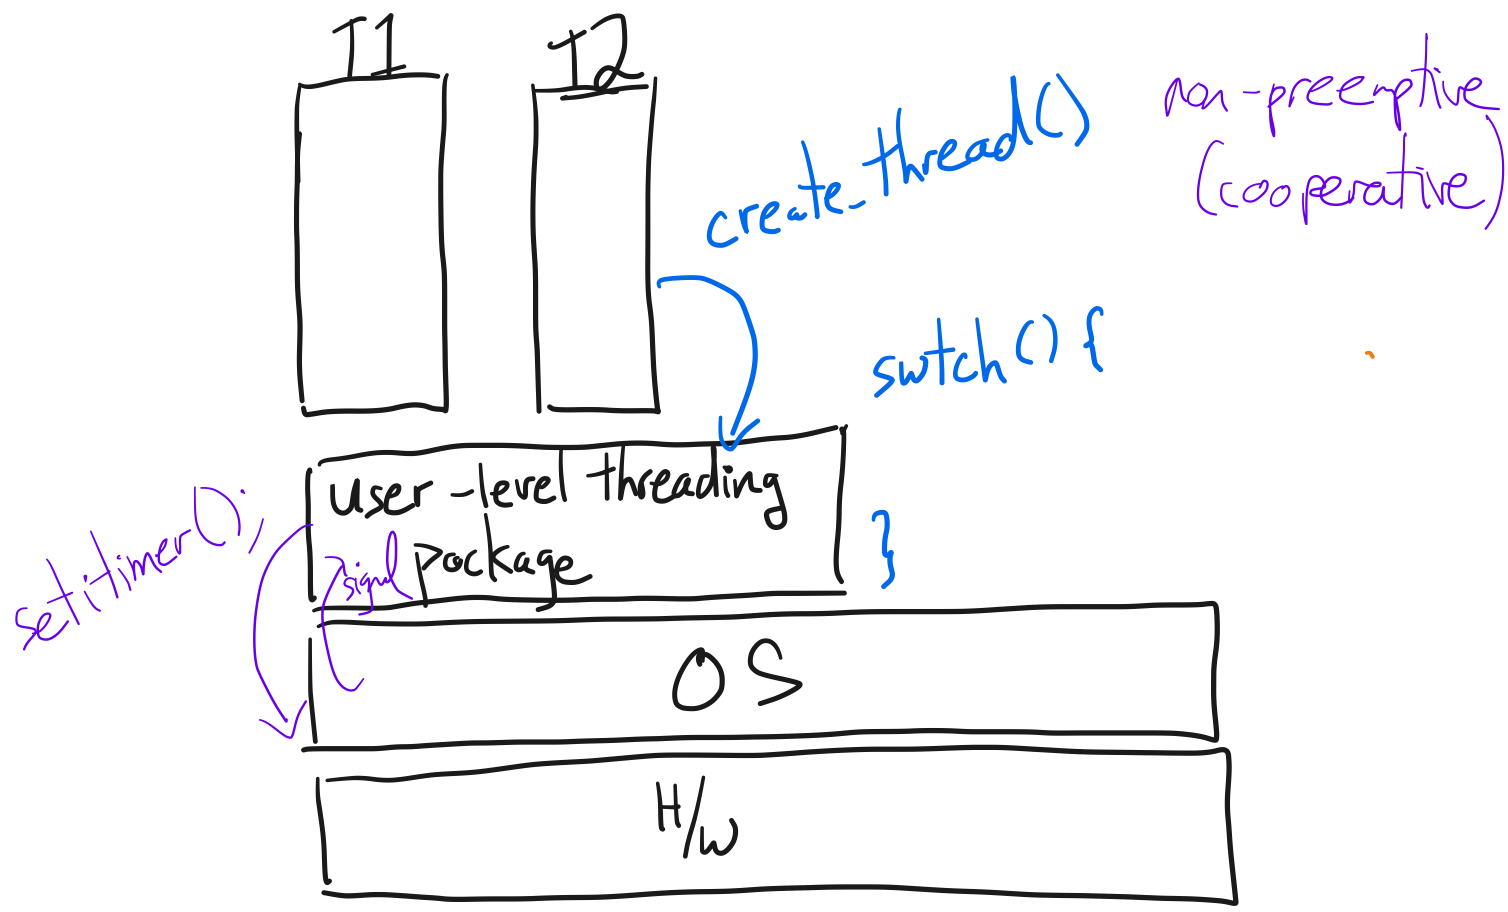 T1
T2
create_thread()
non-preemptive
(cooperative)
swtch() {
}
user-level threading
package
setitimer();
signal
OS
H/W